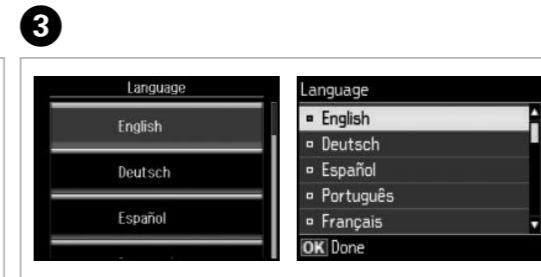 3
Language
English
Deutsch
Español
Language
English
Deutsch
Español
Português
Français
OK Done